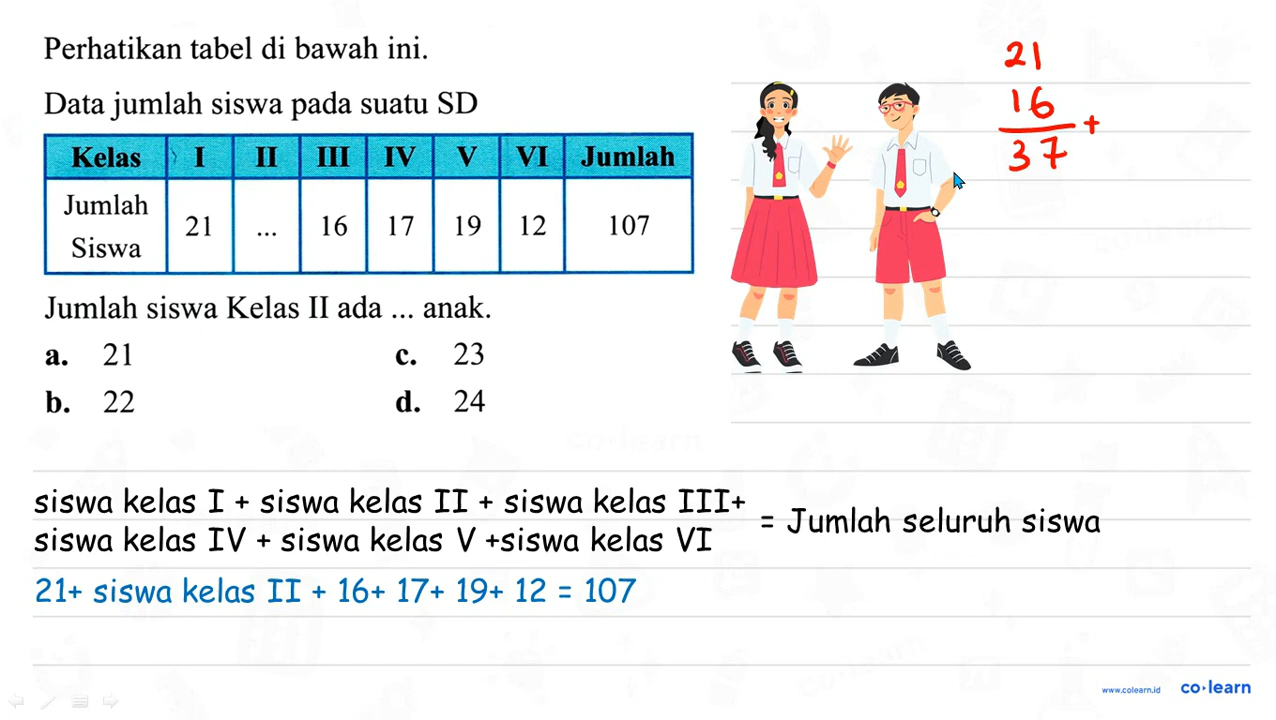 Perhatikan tabel di bawah ini.
Data jumlah siswa pada suatu SD
Kelas I II III IV V VI Jumlah
Jumlah Siswa 21 ... 16 17 19 12 107
Jumlah siswa Kelas II ada ... anak.
a. 21 c. 23
b. 22 d. 24
21
16
+
37
siswa kelas I + siswa kelas II + siswa kelas III+
siswa kelas IV + siswa kelas V +siswa kelas VI
= Jumlah seluruh siswa
21+ siswa kelas II + 16+ 17+ 19+ 12 = 107
co·learn
www.colearn.id co·learn